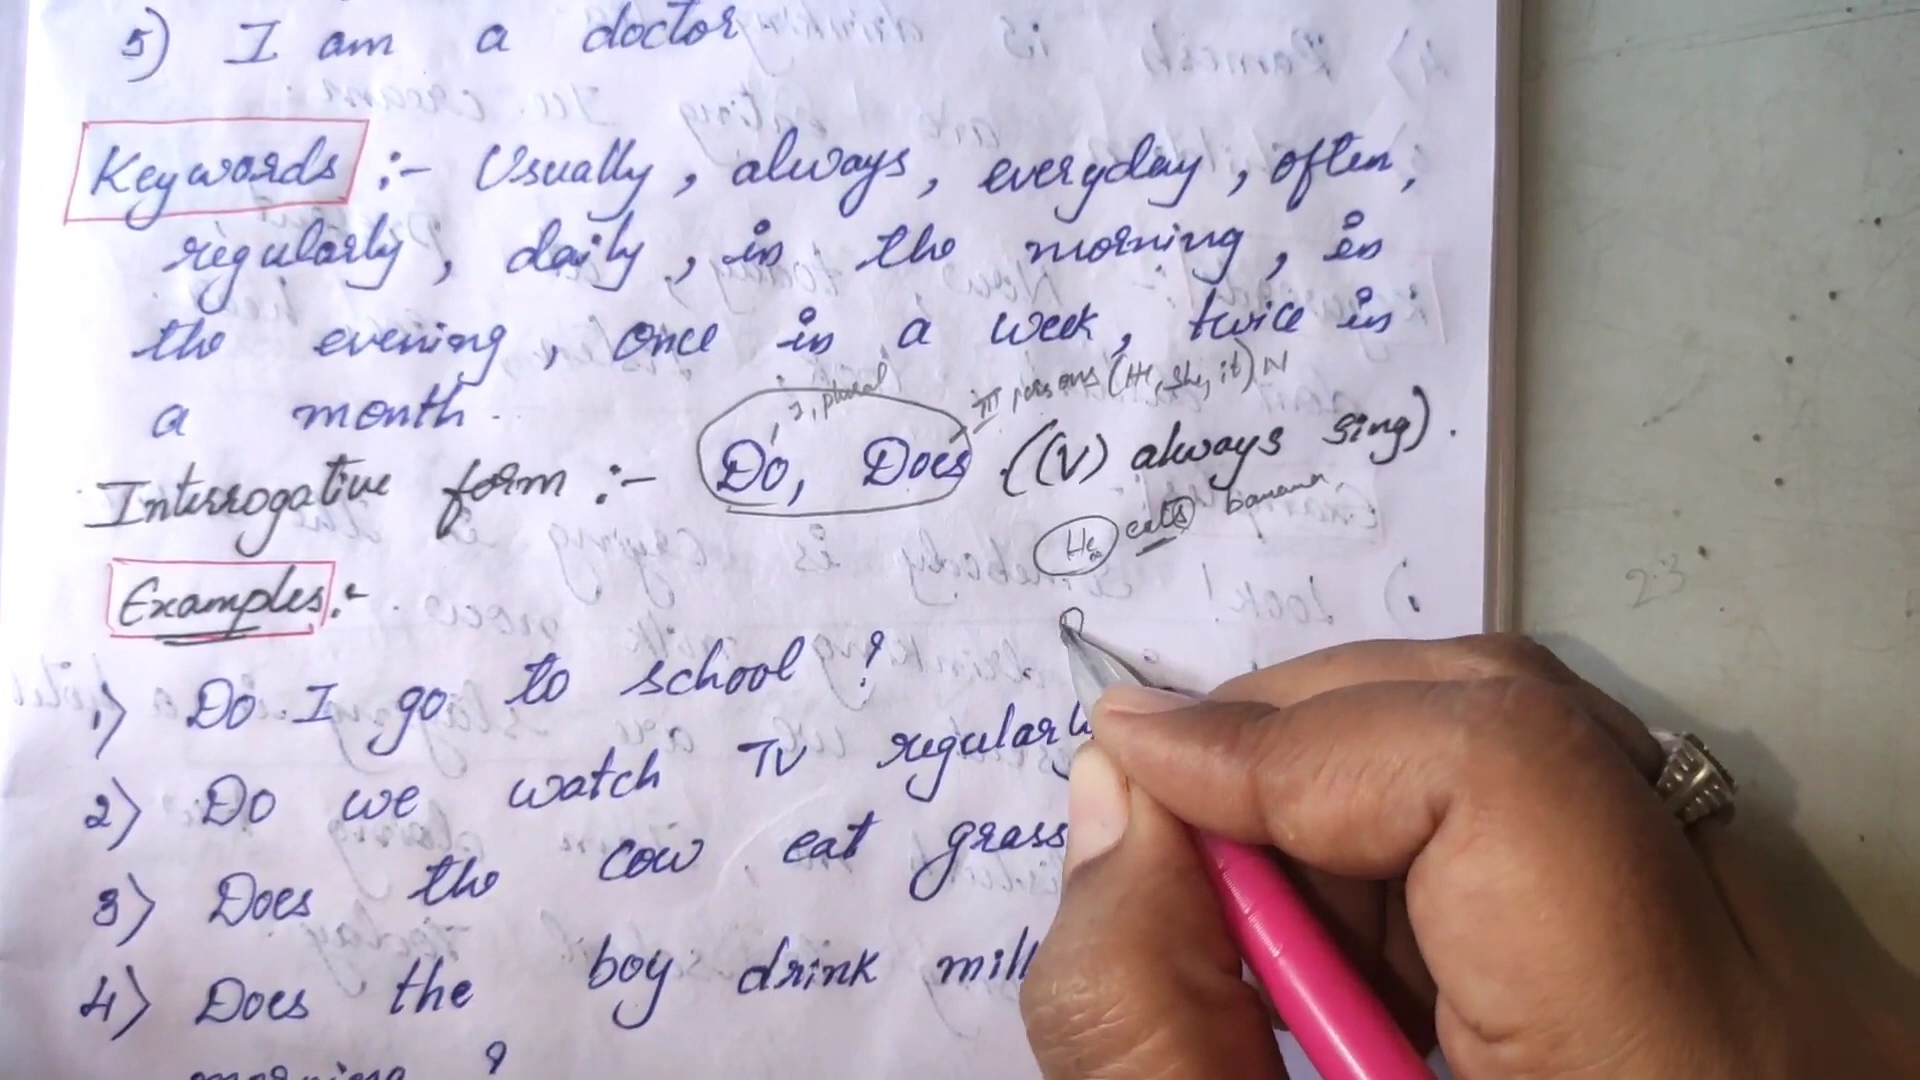 5) I am a doctor
Keywords :- Usually, always, everyday, often,
regularly, daily, in the morning, in
the evening, once in a week, twice in
a month.
I, plural
III persons (He, She, it) N
Interrogative form :- Do, Does ((V) always sing).
He eats banana
Examples :-
1) Do I go to school?
2) Do we watch TV regularly
3) Does the cow eat grass
4) Does the boy drink mil
morning?